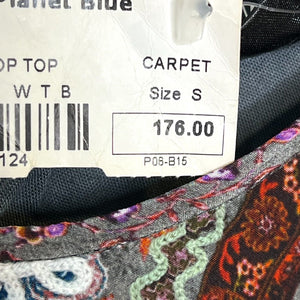 Planet Blue
OP TOP CARPET
W T B Size S
176.00
124 P08-B15